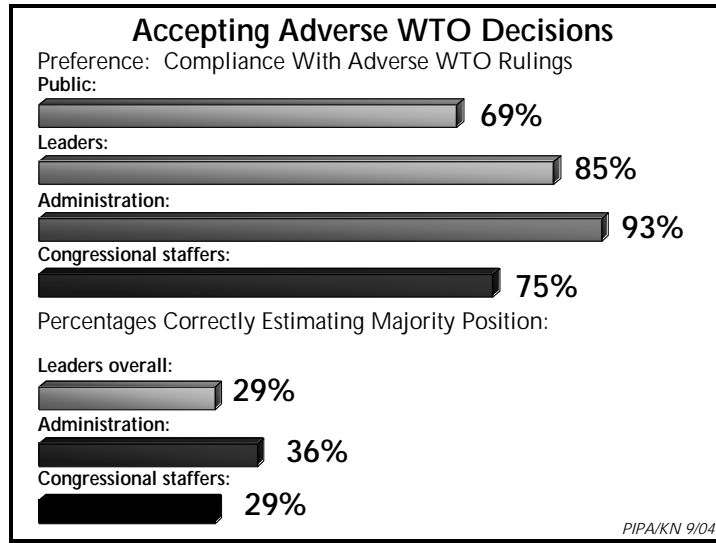 Accepting Adverse WTO Decisions
Preference: Compliance With Adverse WTO Rulings
Public:
69%
Leaders:
85%
Administration:
93%
Congressional staffers:
75%
Percentages Correctly Estimating Majority Position:
Leaders overall:
29%
Administration:
36%
Congressional staffers:
29%
PIPA/KN 9/04